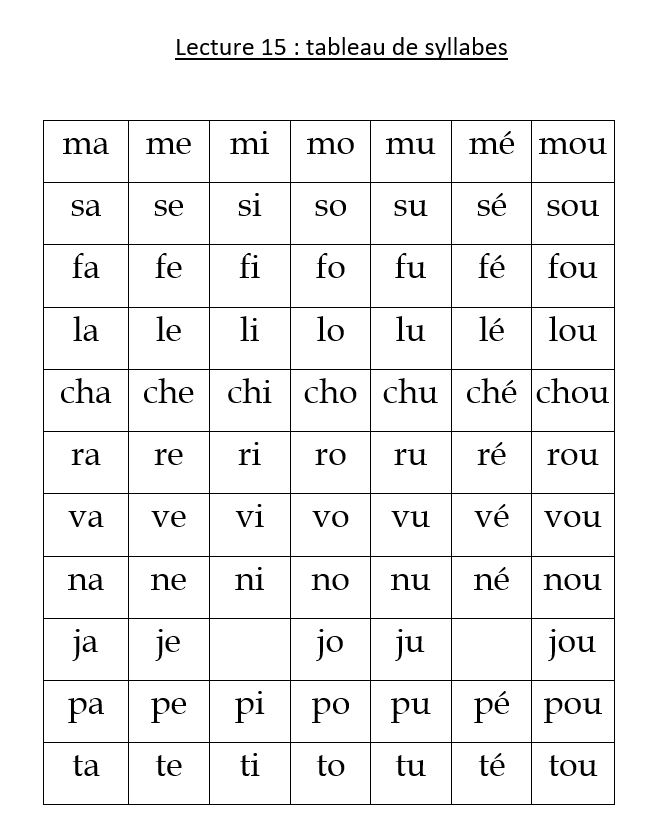 Lecture 15 : tableau de syllabes
ma me mi mo mu mé mou
sa se si so su sé sou
fa fe fi fo fu fé fou
la le li lo lu lé lou
cha che chi cho chu ché chou
ra re ri ro ru ré rou
va ve vi vo vu vé vou
na ne ni no nu né nou
ja je jo ju jou
pa pe pi po pu pé pou
ta te ti to tu té tou